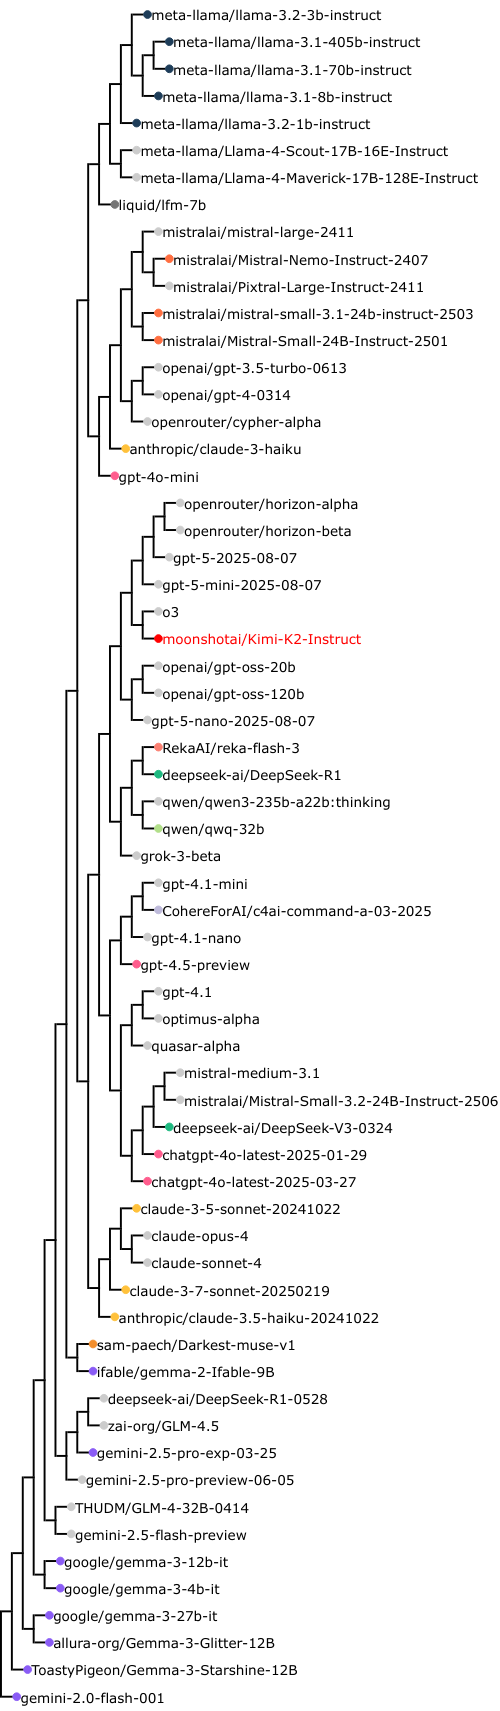 meta-llama/llama-3.2-3b-instruct
meta-llama/llama-3.1-405b-instruct
meta-llama/llama-3.1-70b-instruct
meta-llama/llama-3.1-8b-instruct
meta-llama/llama-3.2-1b-instruct
meta-llama/Llama-4-Scout-17B-16E-Instruct
meta-llama/Llama-4-Maverick-17B-128E-Instruct
liquid/lfm-7b
mistralai/mistral-large-2411
mistralai/Mistral-Nemo-Instruct-2407
mistralai/Pixtral-Large-Instruct-2411
mistralai/mistral-small-3.1-24b-instruct-2503
mistralai/Mistral-Small-24B-Instruct-2501
openai/gpt-3.5-turbo-0613
openai/gpt-4-0314
openrouter/cypher-alpha
anthropic/claude-3-haiku
gpt-4o-mini
openrouter/horizon-alpha
openrouter/horizon-beta
gpt-5-2025-08-07
gpt-5-mini-2025-08-07
o3
moonshotai/Kimi-K2-Instruct
openai/gpt-oss-20b
openai/gpt-oss-120b
gpt-5-nano-2025-08-07
RekaAI/reka-flash-3
deepseek-ai/DeepSeek-R1
qwen/qwen3-235b-a22b:thinking
qwen/qwq-32b
grok-3-beta
gpt-4.1-mini
CohereForAI/c4ai-command-a-03-2025
gpt-4.1-nano
gpt-4.5-preview
gpt-4.1
optimus-alpha
quasar-alpha
mistral-medium-3.1
mistralai/Mistral-Small-3.2-24B-Instruct-2506
deepseek-ai/DeepSeek-V3-0324
chatgpt-4o-latest-2025-01-29
chatgpt-4o-latest-2025-03-27
claude-3-5-sonnet-20241022
claude-opus-4
claude-sonnet-4
claude-3-7-sonnet-20250219
anthropic/claude-3.5-haiku-20241022
sam-paech/Darkest-muse-v1
ifable/gemma-2-Ifable-9B
deepseek-ai/DeepSeek-R1-0528
zai-org/GLM-4.5
gemini-2.5-pro-exp-03-25
gemini-2.5-pro-preview-06-05
THUDM/GLM-4-32B-0414
gemini-2.5-flash-preview
google/gemma-3-12b-it
google/gemma-3-4b-it
google/gemma-3-27b-it
allura-org/Gemma-3-Glitter-12B
ToastyPigeon/Gemma-3-Starshine-12B
gemini-2.0-flash-001